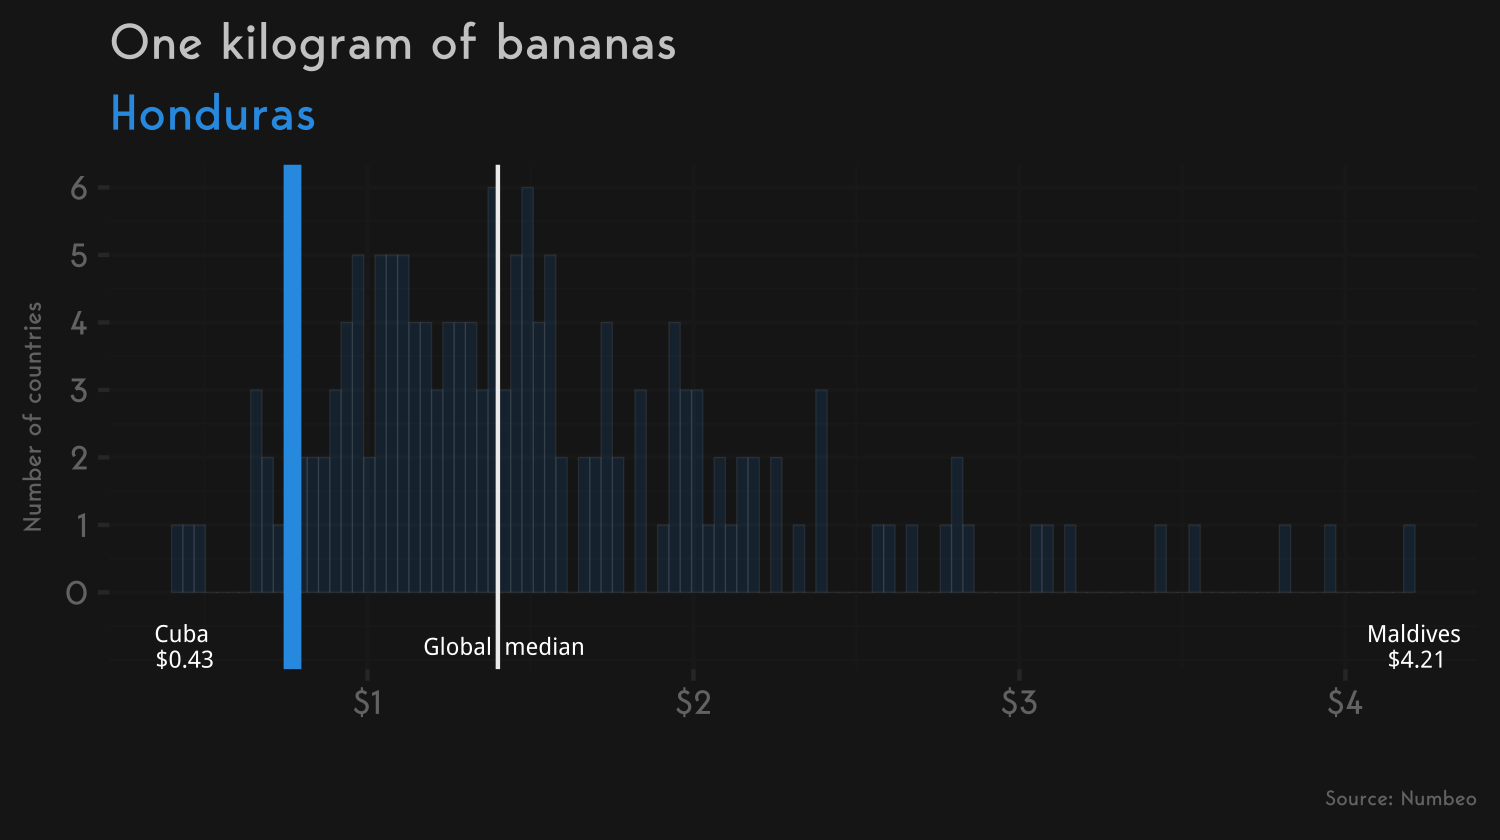 One kilogram of bananas
Honduras
Number of countries
6
5
4
3
2
1
0
Cuba
$0.43
Global median
Maldives
$4.21
$1 $2 $3 $4
Source: Numbeo